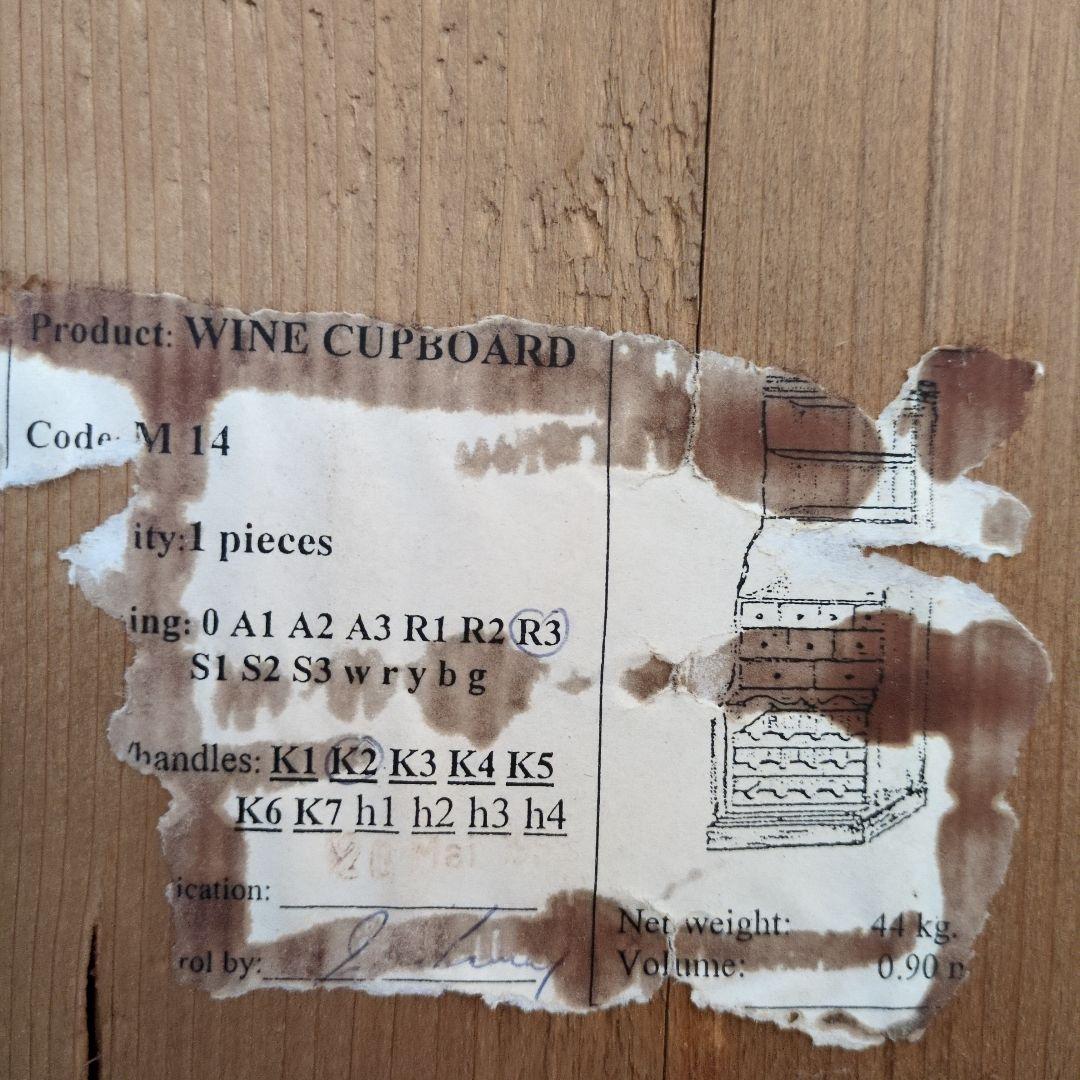 Product: WINE CUPBOARD
Code: M 14
ity:1 pieces
ing: 0 A1 A2 A3 R1 R2 R3
S1 S2 S3 w r y b g
/handles: K1 K2 K3 K4 K5
K6 K7 h1 h2 h3 h4
ication:
rol by:
Net weight: 44 kg.
Volume: 0.90